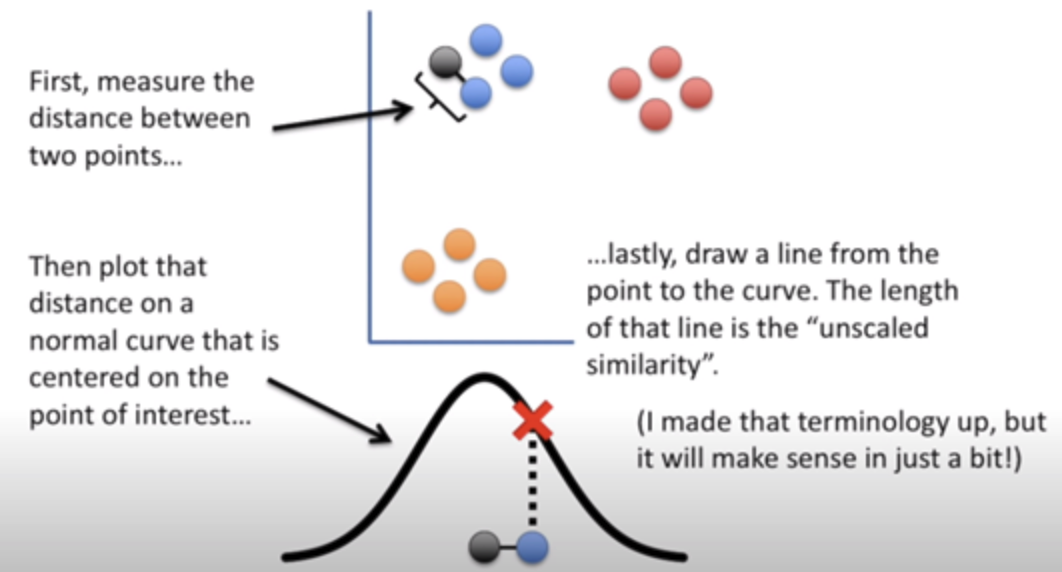 First, measure the
distance between
two points...
Then plot that
distance on a
normal curve that is
centered on the
point of interest...
...lastly, draw a line from the
point to the curve. The length
of that line is the “unscaled
similarity”.
(I made that terminology up, but
it will make sense in just a bit!)